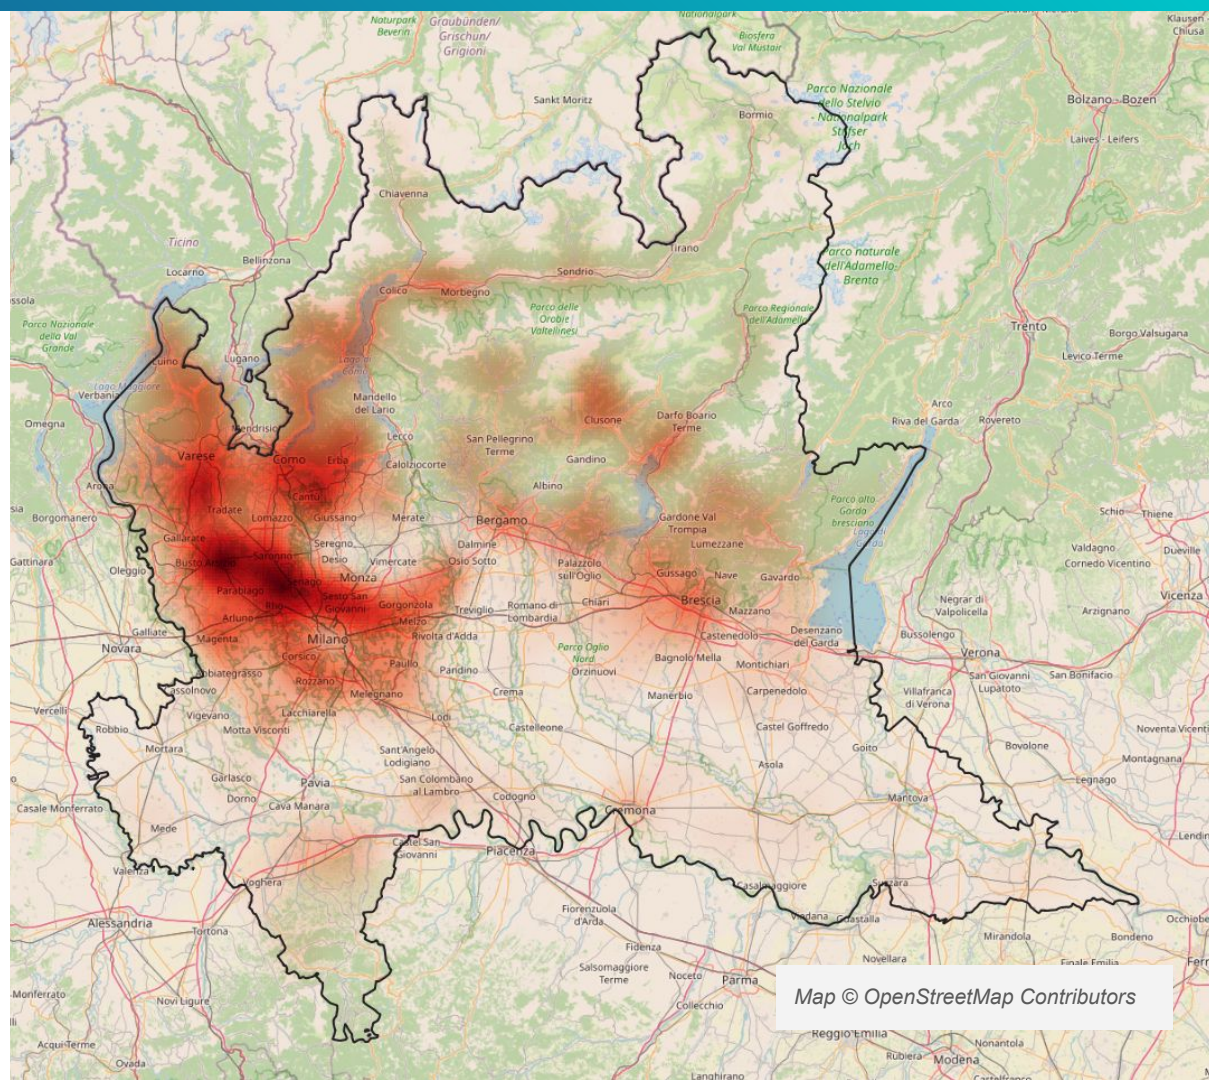 Naturpark
Beverin
Graubünden/
Grischun/
Grigioni
Nationalpark
Biosfera
Val Mustair
Klausen -
Chiusa
Sankt Moritz
Bormio
Parco Nazionale
dello Stelvio
- Nationalpark
Stilfser
Joch
Bolzano - Bozen
Laives - Leifers
Chiavenna
Ticino
Bellinzona
Locarno
Tirano
Sondrio
Parco naturale
dell'Adamello-
Brenta
Colico
Morbegno
Parco delle
Orobie
Valtellinesi
Parco Regionale
dell'Adamello
Trento
Borgo Valsugana
Levico Terme
Parco Nazionale
della Val
Grande
Luino
Lugano
Lago di
Como
Lago Maggiore
Verbania
Omegna
Mandello
del Lario
Mendrisio
Lecco
Clusone
Darfo Boario
Terme
Arco
Riva del Garda
Rovereto
San Pellegrino
Terme
Varese
Como
Erba
Calolziocorte
Gandino
Albino
Arona
Borgomanero
Cantù
Tradate
Lomazzo
Giussano
Merate
Bergamo
Gardone Val
Trompia
Parco alto
Garda
bresciano
Lago di
Garda
Schio
Thiene
Gallarate
Seregno
Desio
Dalmine
Lumezzane
Valdagno
Dueville
Gattinara
Oleggio
Busto Arsizio
Saronno
Vimercate
Osio Sotto
Palazzolo
sull'Oglio
Gussago
Nave
Gavardo
Cornedo Vicentino
Monza
Senago
Parabiago
Rho
Sesto San
Giovanni
Gorgonzola
Treviglio
Romano di
Lombardia
Chiari
Brescia
Mazzano
Negrar di
Valpolicella
Arzignano
Vicenza
Arluno
Melzo
Galliate
Novara
Magenta
Milano
Rivolta d'Adda
Castenedolo
Desenzano
del Garda
Bussolengo
Verona
Parco Oglio
Nord
Orzinuovi
Bagnolo Mella
Montichiari
San Giovanni
Lupatoto
San Bonifacio
Abbiategrasso
Corsico
Paullo
Pandino
Cassolnovo
Rozzano
Melegnano
Crema
Manerbio
Carpenedolo
Villafranca
di Verona
Vercelli
Vigevano
Lacchiarella
Lodi
Robbio
Motta Visconti
Castelleone
Castel Goffredo
Noventa Vicenti
Mortara
Sant'Angelo
Lodigiano
Goito
Bovolone
Montagnana
Asola
Garlasco
Pavia
San Colombano
al Lambro
Legnago
Dorno
Codogno
Mantova
Casale Monferrato
Cava Manara
Cremona
Mede
Castel San
Giovanni
Piacenza
Valenza
Voghera
Casalmaggiore
Suzzara
Alessandria
Tortona
Fiorenzuola
d'Arda
Viadana
Guastalla
Mirandola
Bondeno
Fidenza
Novellara
Finale Emilia
Salsomaggiore
Terme
Noceto
Parma
Collecchio
Novi Ligure
Map © OpenStreetMap Contributors
Reggio Emilia
Nonantola
Acqui Terme
Rubiera
Modena
Ovada
Langhirano
Castelfranco